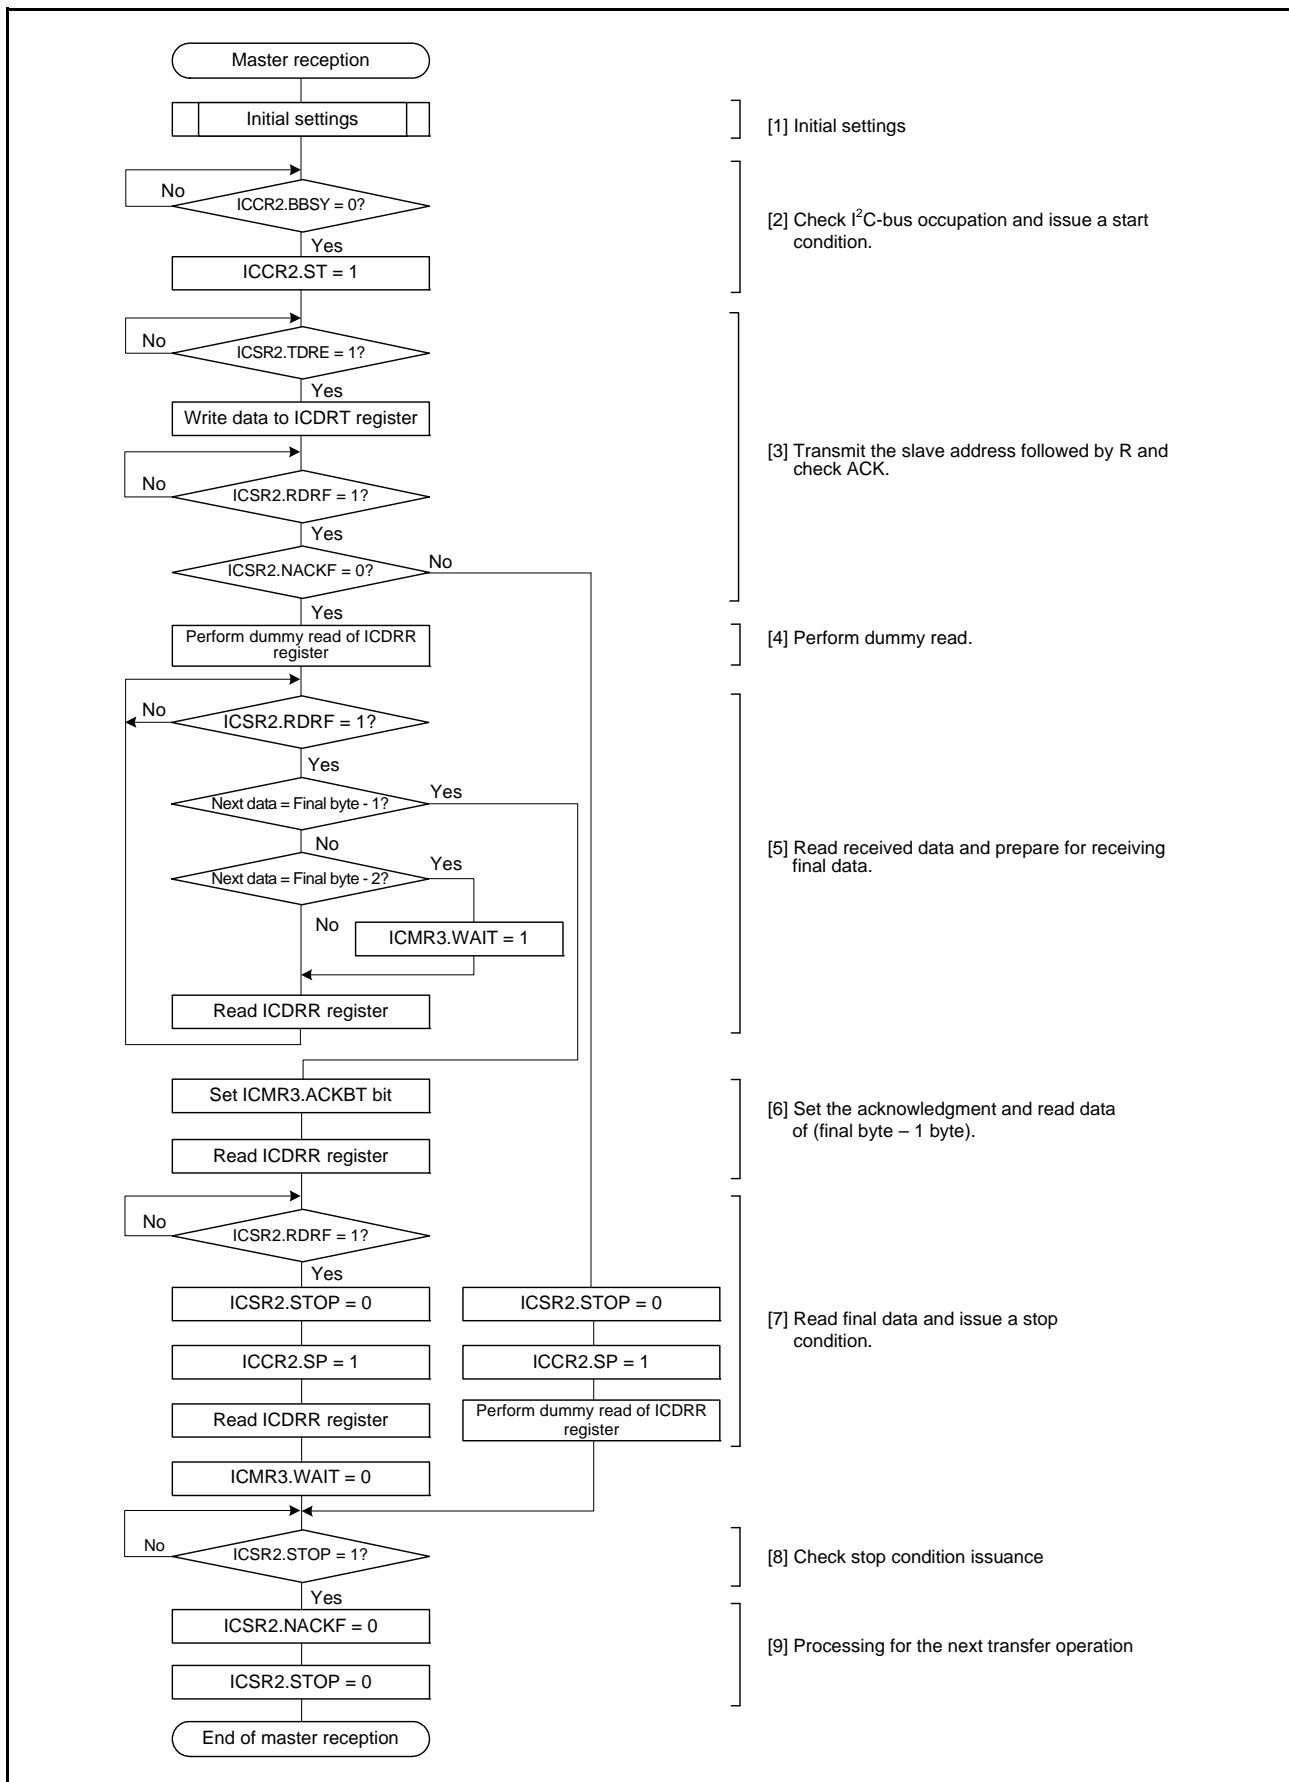 Master reception
Initial settings
[1] Initial settings
No
ICCR2.BBSY = 0?
[2] Check I²C-bus occupation and issue a start
condition.
Yes
ICCR2.ST = 1
No
ICSR2.TDRE = 1?
Yes
Write data to ICDRT register
[3] Transmit the slave address followed by R and
check ACK.
No
ICSR2.RDRF = 1?
Yes
ICSR2.NACKF = 0?
No
Yes
Perform dummy read of ICDRR
register
[4] Perform dummy read.
No
ICSR2.RDRF = 1?
Yes
Next data = Final byte - 1?
Yes
No
[5] Read received data and prepare for receiving
final data.
Next data = Final byte - 2?
Yes
No
ICMR3.WAIT = 1
Read ICDRR register
Set ICMR3.ACKBT bit
[6] Set the acknowledgment and read data
of (final byte – 1 byte).
Read ICDRR register
No
ICSR2.RDRF = 1?
Yes
ICSR2.STOP = 0
ICSR2.STOP = 0
[7] Read final data and issue a stop
condition.
ICCR2.SP = 1
ICCR2.SP = 1
Read ICDRR register
Perform dummy read of ICDRR
register
ICMR3.WAIT = 0
No
ICSR2.STOP = 1?
[8] Check stop condition issuance
Yes
ICSR2.NACKF = 0
[9] Processing for the next transfer operation
ICSR2.STOP = 0
End of master reception